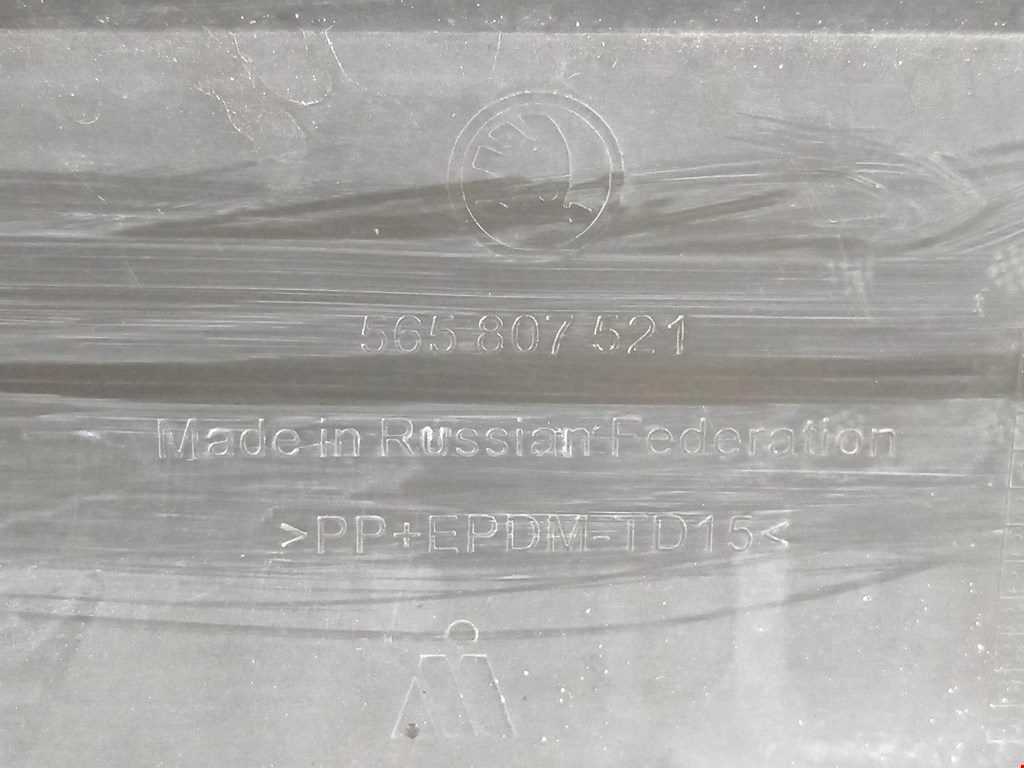 565 807 521
Made in Russian Federation
>PP+EPDM-TD15<